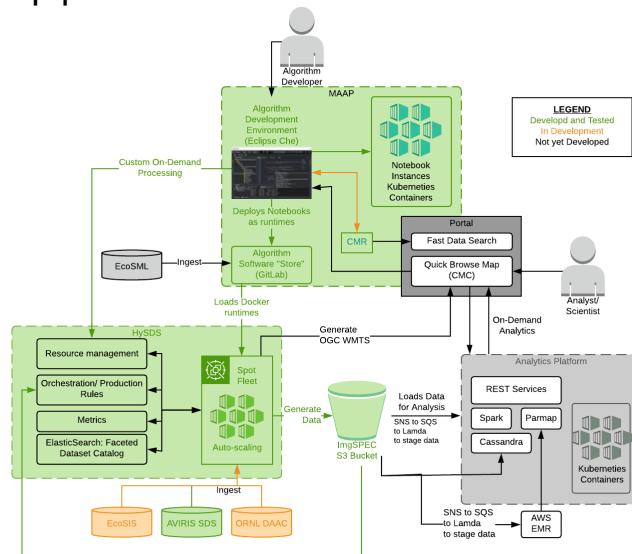 Algorithm
Developer
MAAP
LEGEND
Developd and Tested
In Development
Not yet Developed
Algorithm
Development
Environment
(Eclipse Che)
Notebook
Instances
Kuberneties
Containers
Custom On-Demand
Processing
Deploys Notebooks
as runtimes
CMR
Portal
Fast Data Search
Quick Browse Map
(CMC)
EcoSML
Ingest
Algorithm
Software "Store"
(GitLab)
Analyst/
Scientist
Loads Docker
runtimes
Generate
OGC WMTS
On-Demand
Analytics
HySDS
Resource management
Orchestration/ Production
Rules
Metrics
ElasticSearch: Faceted
Dataset Catalog
Spot
Fleet
Auto-scaling
Generate
Data
ImgSPEC
S3 Bucket
Loads Data
for Analysis
SNS to SQS
to Lamda
to stage data
Analytics Platform
REST Services
Spark
Parmap
Cassandra
Kuberneties
Containers
Ingest
EcoSIS
AVIRIS SDS
ORNL DAAC
SNS to SQS
to Lamda
to stage data
AWS
EMR